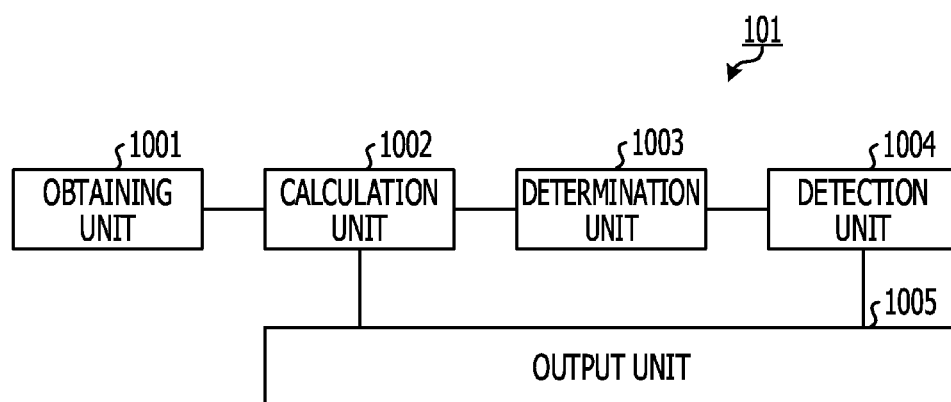 101
1001
1002
1003
1004
OBTAINING
UNIT
CALCULATION
UNIT
DETERMINATION
UNIT
DETECTION
UNIT
1005
OUTPUT UNIT